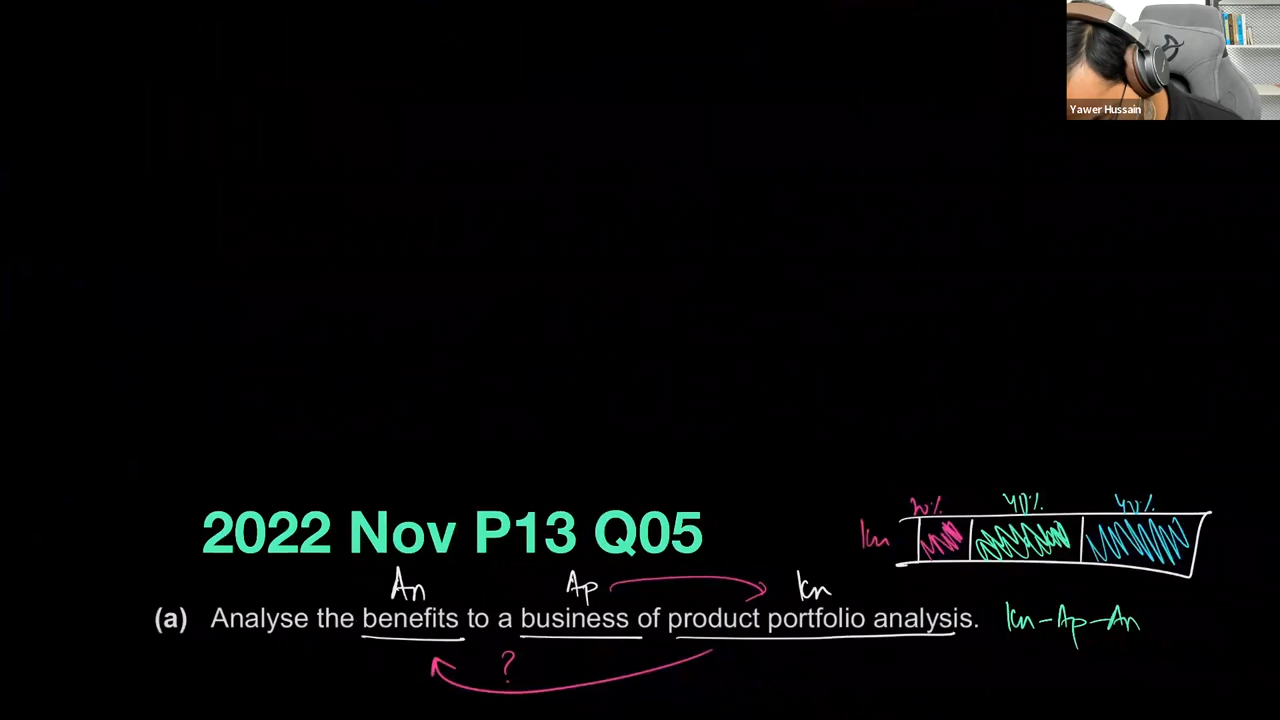 Yawer Hussain
20% 40% 40%
2022 Nov P13 Q05
Kn
An Ap Kn
(a) Analyse the benefits to a business of product portfolio analysis. Kn-Ap-An
?